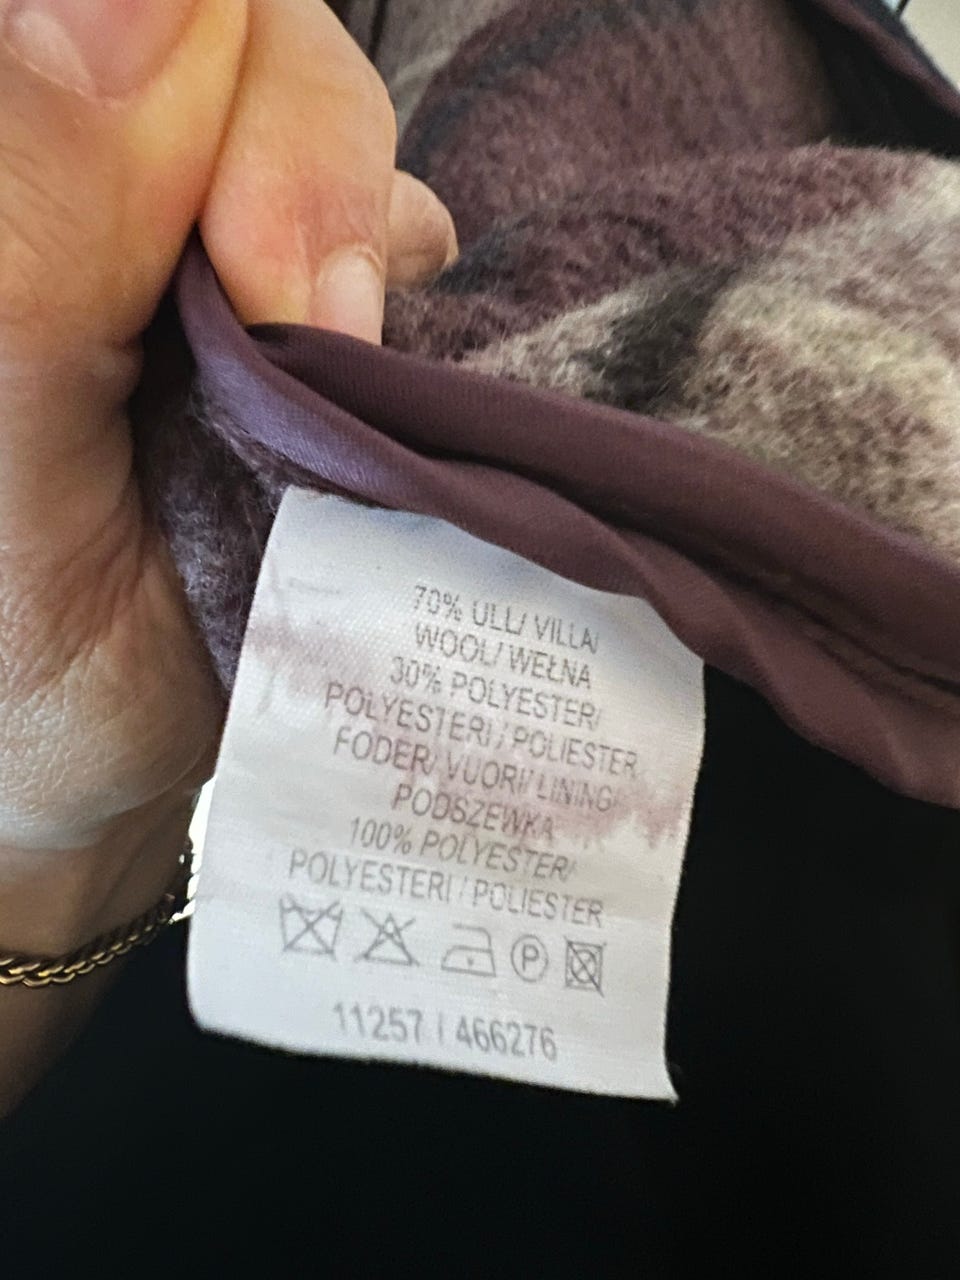 70% ULL/ VILLA/
WOOL/ WEŁNA
30% POLYESTER/
POLYESTERI / POLIESTER
FODER/ VUORI/ LINING/
PODSZEWKA
100% POLYESTER/
POLYESTERI / POLIESTER
P
11257 | 466276